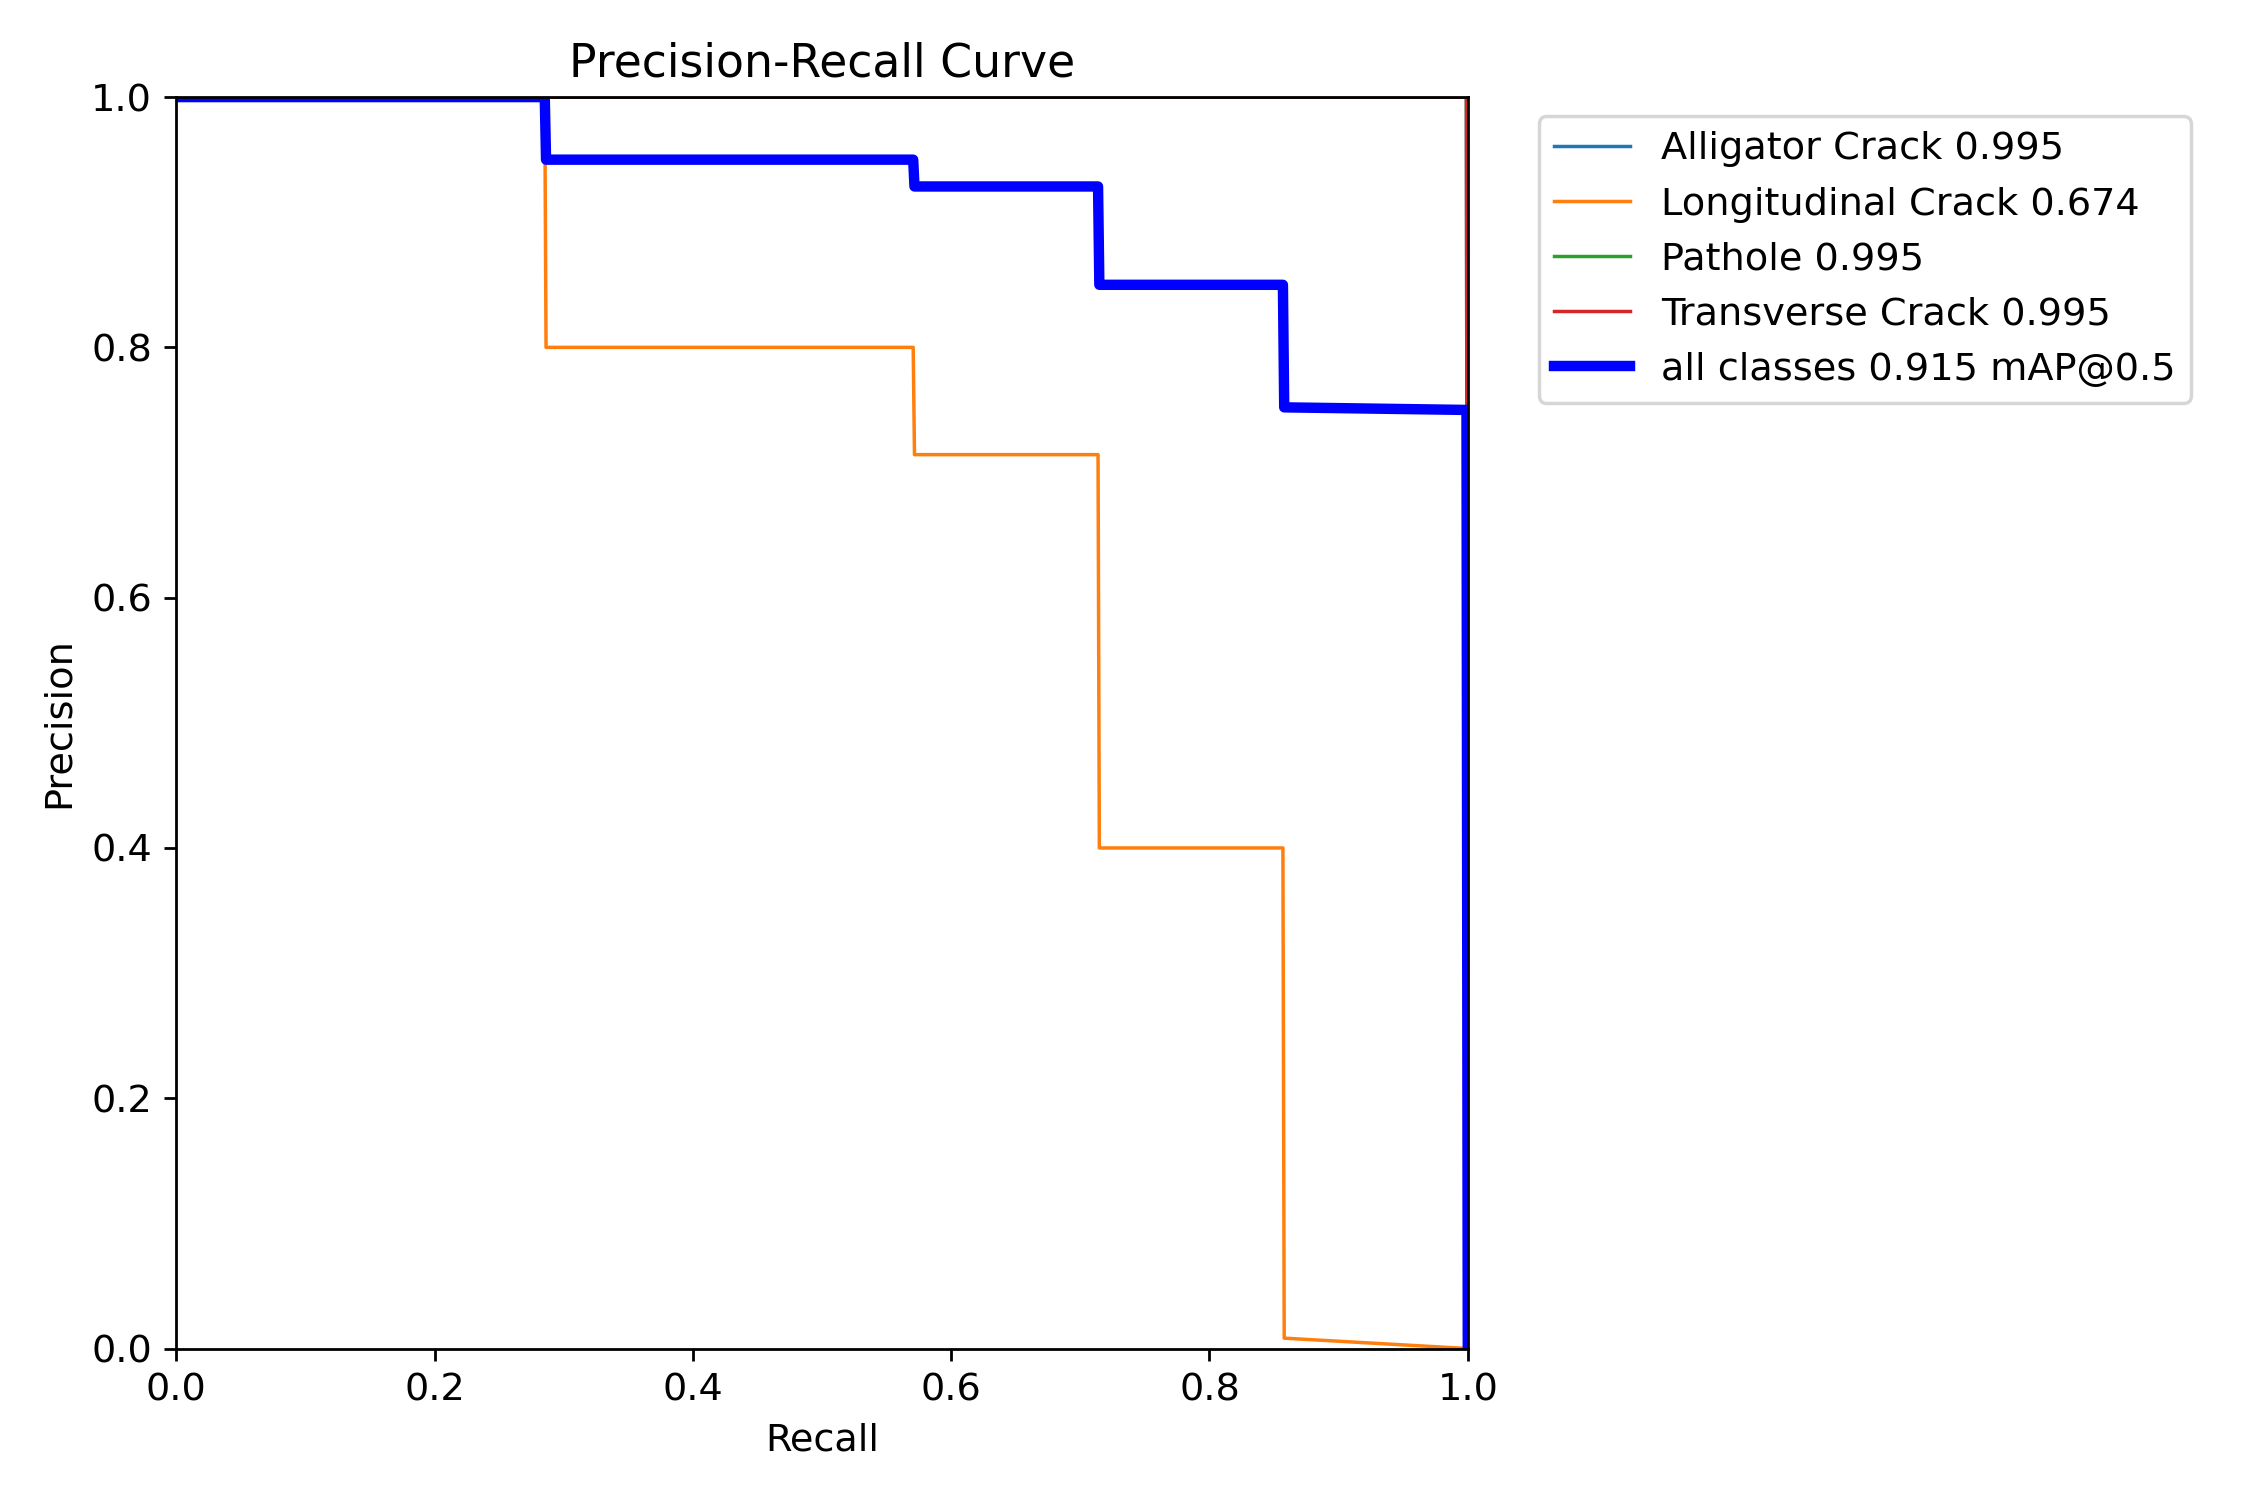 Precision-Recall Curve
1.0
0.8
0.6
0.4
0.2
0.0
Precision
0.0 0.2 0.4 0.6 0.8 1.0
Recall
Alligator Crack 0.995
Longitudinal Crack 0.674
Pathole 0.995
Transverse Crack 0.995
all classes 0.915 mAP@0.5